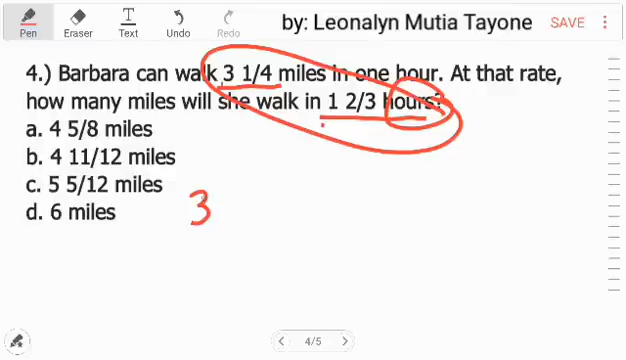 by: Leonalyn Mutia Tayone
SAVE
Pen
Eraser
Text
Undo
Redo
4.) Barbara can walk 3 1/4 miles in one hour. At that rate,
how many miles will she walk in 1 2/3 hours?
a. 4 5/8 miles
b. 4 11/12 miles
c. 5 5/12 miles
d. 6 miles
3
4/5